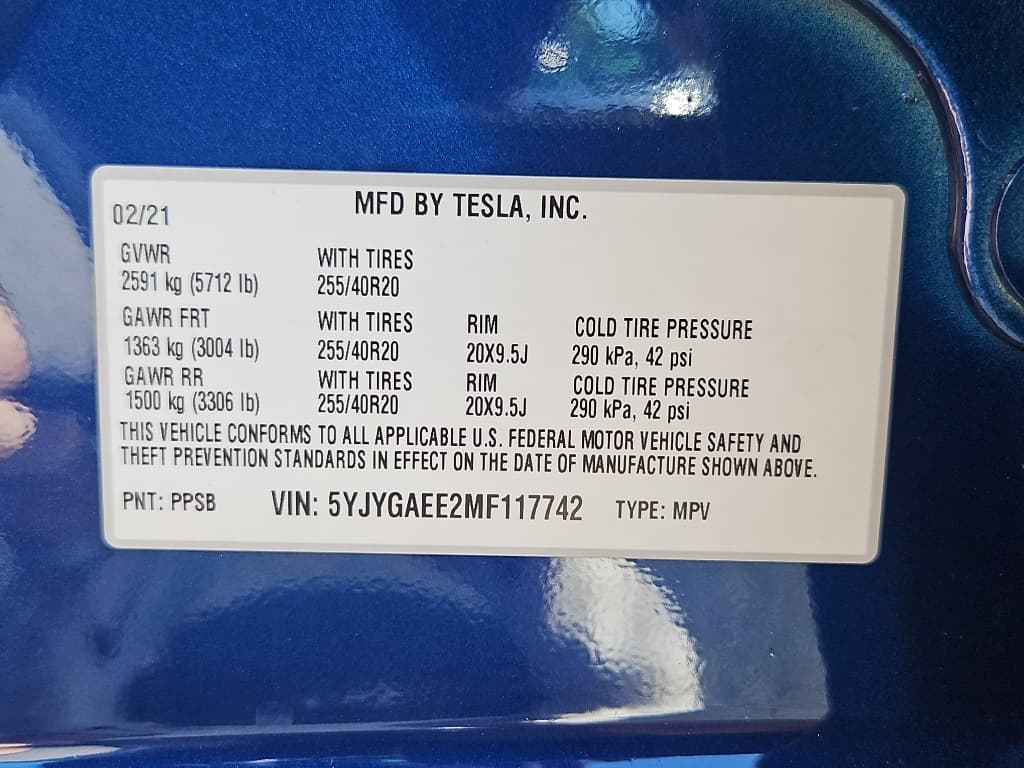 MFD BY TESLA, INC.
02/21
GVWR WITH TIRES
2591 kg (5712 lb) 255/40R20
GAWR FRT WITH TIRES RIM COLD TIRE PRESSURE
1363 kg (3004 lb) 255/40R20 20X9.5J 290 kPa, 42 psi
GAWR RR WITH TIRES RIM COLD TIRE PRESSURE
1500 kg (3306 lb) 255/40R20 20X9.5J 290 kPa, 42 psi
THIS VEHICLE CONFORMS TO ALL APPLICABLE U.S. FEDERAL MOTOR VEHICLE SAFETY AND
THEFT PREVENTION STANDARDS IN EFFECT ON THE DATE OF MANUFACTURE SHOWN ABOVE.
PNT: PPSB VIN: 5YJYGAEE2MF117742 TYPE: MPV